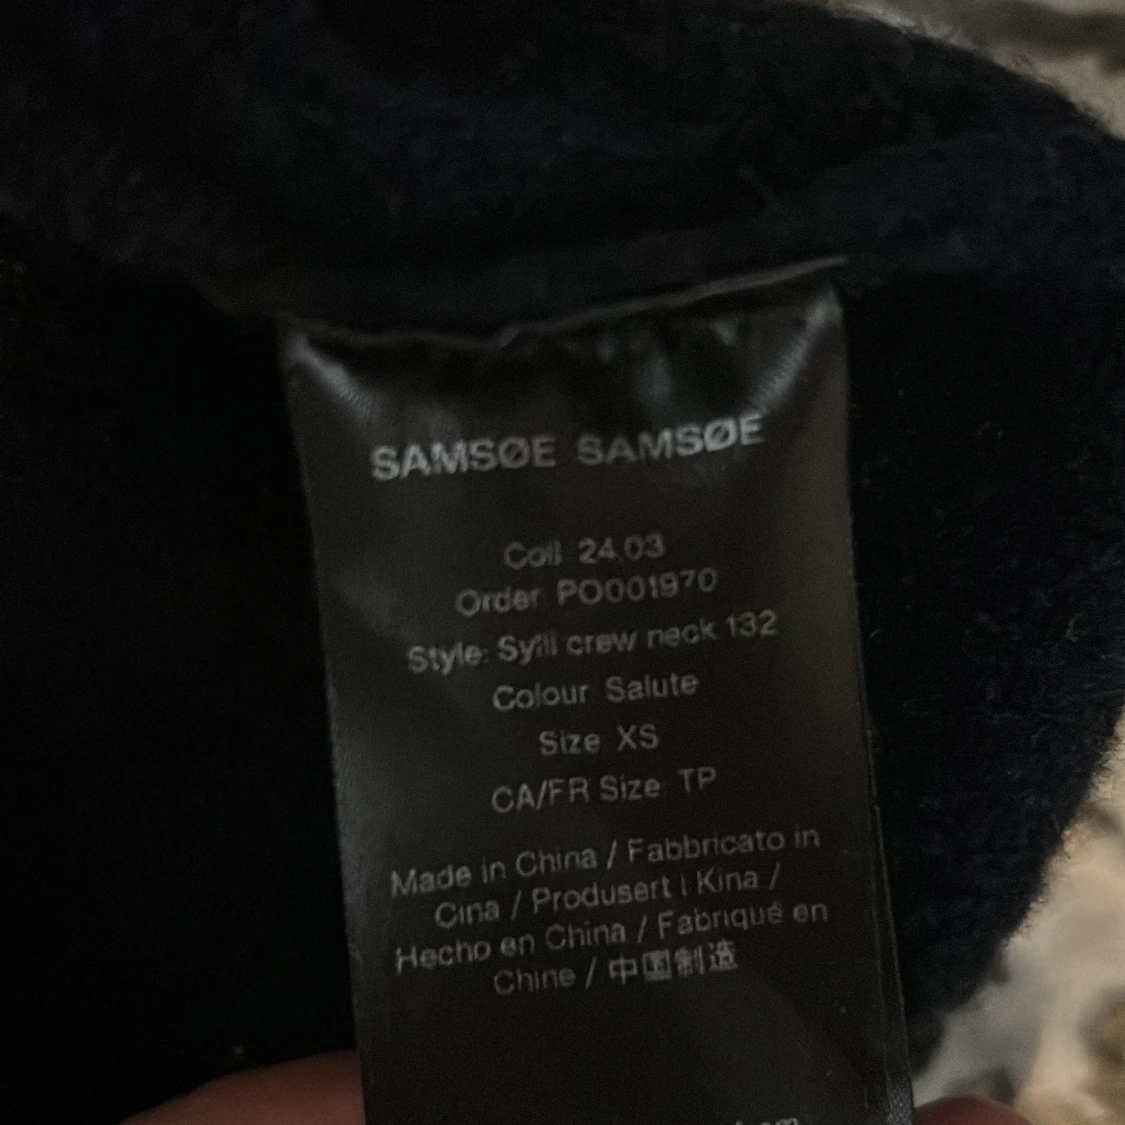 SAMSØE SAMSØE
Coll 24.03
Order PO001970
Style: Sylli crew neck 132
Colour Salute
Size XS
CA/FR Size TP
Made in China / Fabbricato in
Cina / Produsert i Kina /
Hecho en China / Fabriqué en
Chine / 中国制造